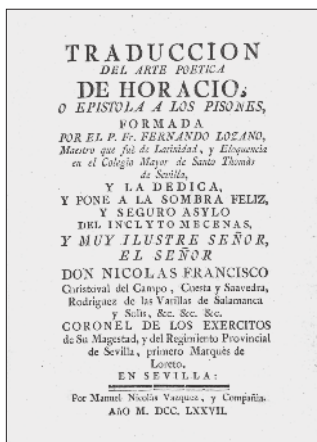 TRADUCCION
DEL ARTE POETICA
DE HORACIO,
O EPISTOLA A LOS PISONES,
FORMADA
POR EL P. Fr. FERNANDO LOZANO,
Maestro que fué de Latinidad, y Eloquencia
en el Colegio Mayor de Santo Thomàs
de Sevilla,
Y LA DEDICA,
Y PONE A LA SOMBRA FELIZ,
Y SEGURO ASYLO
DEL INCLYTO MECENAS,
Y MUY ILUSTRE SEÑOR,
EL SEÑOR
DON NICOLAS FRANCISCO
Christoval del Campo, Cuesta y Saavedra,
Rodriguez de las Varillas de Salamanca
y Solis, &c. &c. &c.
CORONEL DE LOS EXERCITOS
de Su Magestad, y del Regimiento Provincial
de Sevilla, primero Marquès de
Loreto.
EN SEVILLA:
Por Manuel Nicolàs Vazquez, y Compañia.
AñO M. DCC. LXXVII.